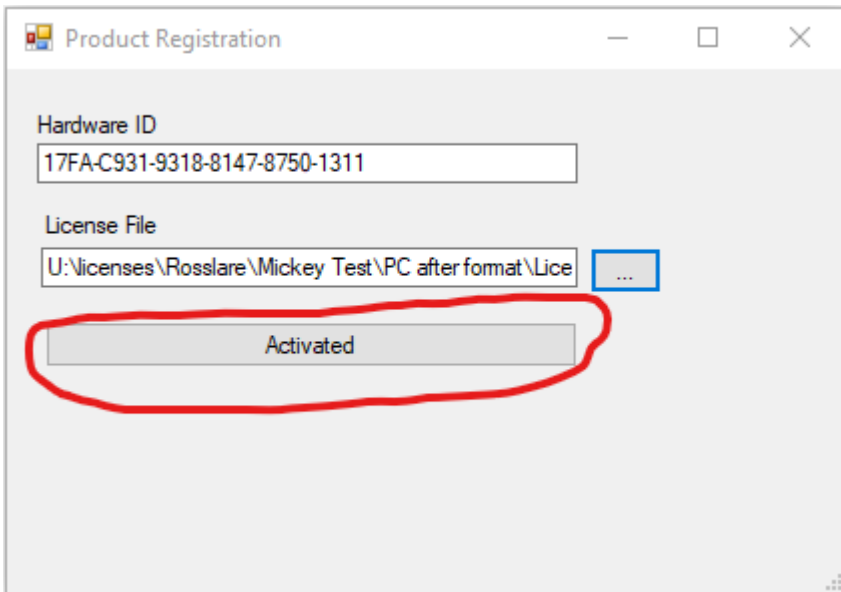 Product Registration
Hardware ID
17FA-C931-9318-8147-8750-1311
License File
U:\licenses\Rosslare\Mickey Test\PC after format\Lice
...
Activated